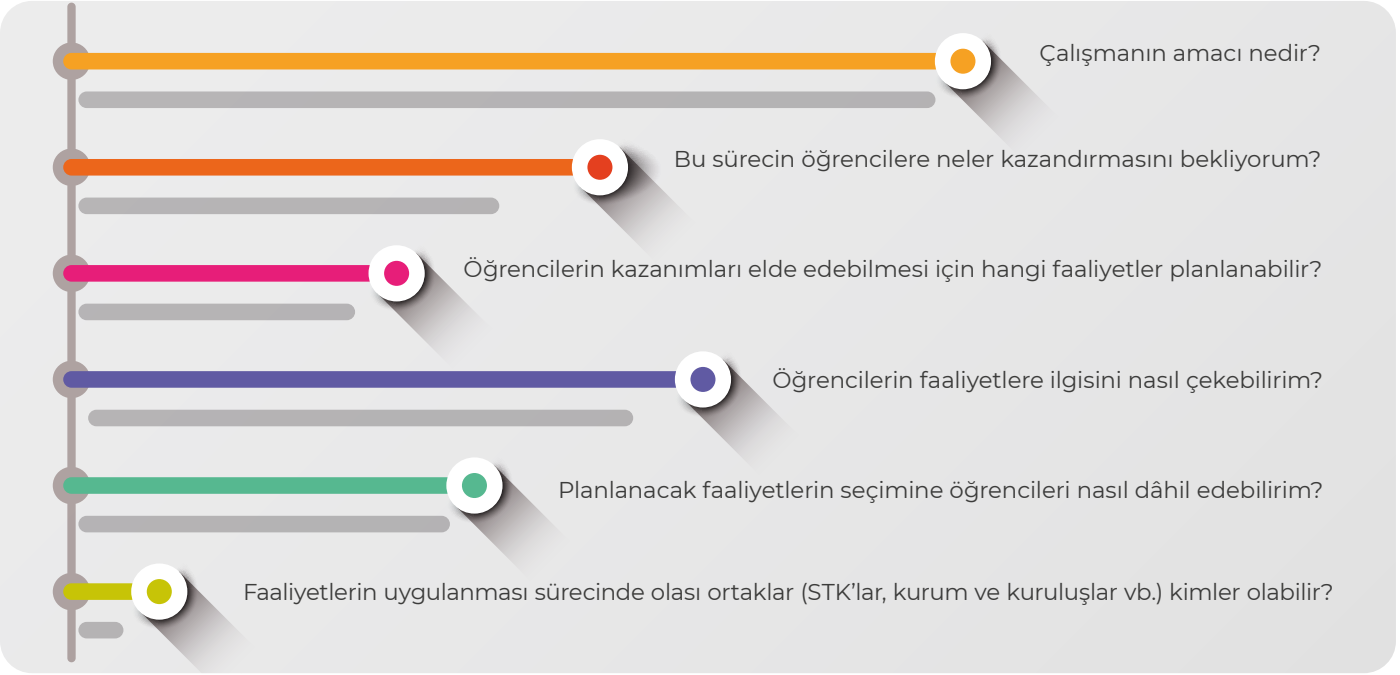 Çalışmanın amacı nedir?
Bu sürecin öğrencilere neler kazandırmasını bekliyorum?
Öğrencilerin kazanımları elde edebilmesi için hangi faaliyetler planlanabilir?
Öğrencilerin faaliyetlere ilgisini nasıl çekebilirim?
Planlanacak faaliyetlerin seçimine öğrencileri nasıl dâhil edebilirim?
Faaliyetlerin uygulanması sürecinde olası ortaklar (STK’lar, kurum ve kuruluşlar vb.) kimler olabilir?